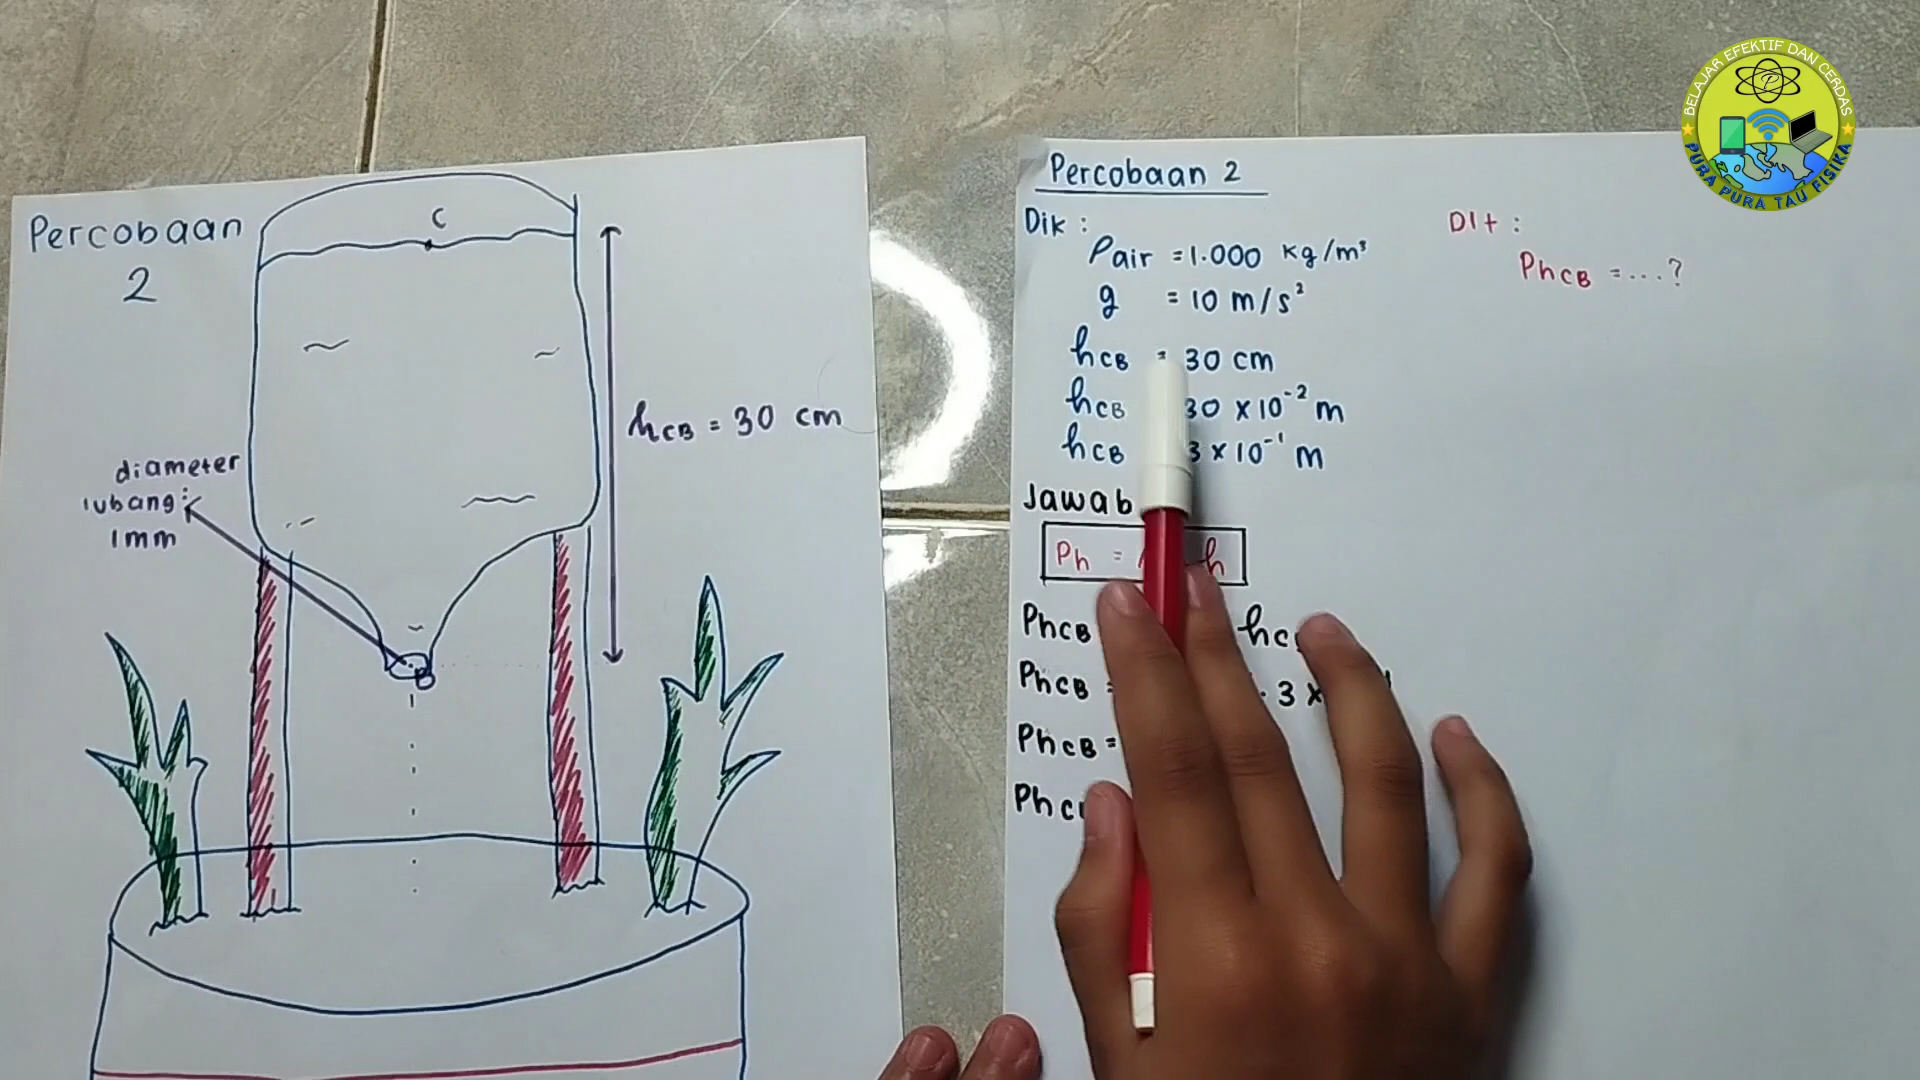 Percobaan
2
C
hCB = 30 cm
diameter
lubang:
1mm
Percobaan 2
Dik :
ρair = 1.000 kg/m³
g = 10 m/s²
hCB = 30 cm
hCB 30 x 10⁻² m
hCB 3 x 10⁻¹ m
Jawab
Ph = h
PhCB hC
PhCB = . 3 x
PhCB =
Ph
Dit :
PhCB = ...?
BELAJAR EFEKTIF DAN CERDAS
PURA PURA TAU FISIKA